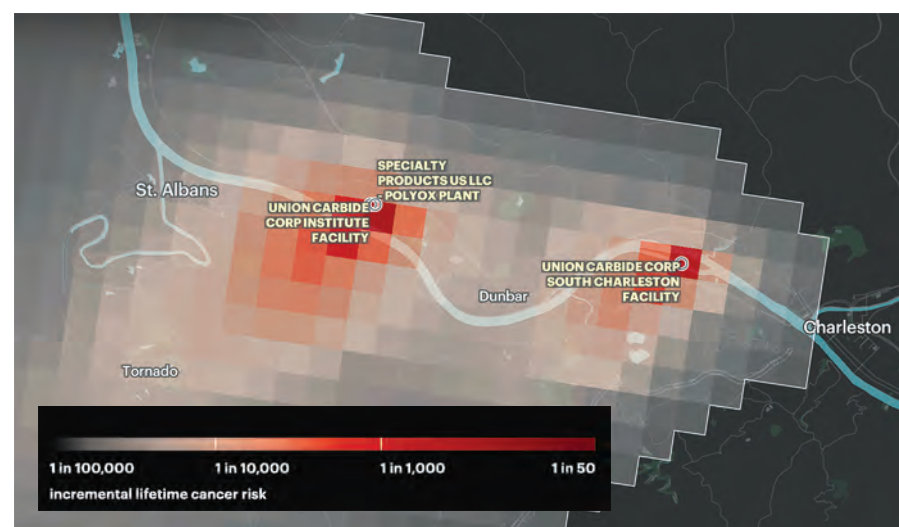 SPECIALTY
PRODUCTS US LLC
- POLYOX PLANT
St. Albans
UNION CARBIDE
CORP INSTITUTE
FACILITY
UNION CARBIDE CORP
SOUTH CHARLESTON
FACILITY
Dunbar
Charleston
Tornado
1 in 100,000
1 in 10,000
1 in 1,000
1 in 50
incremental lifetime cancer risk